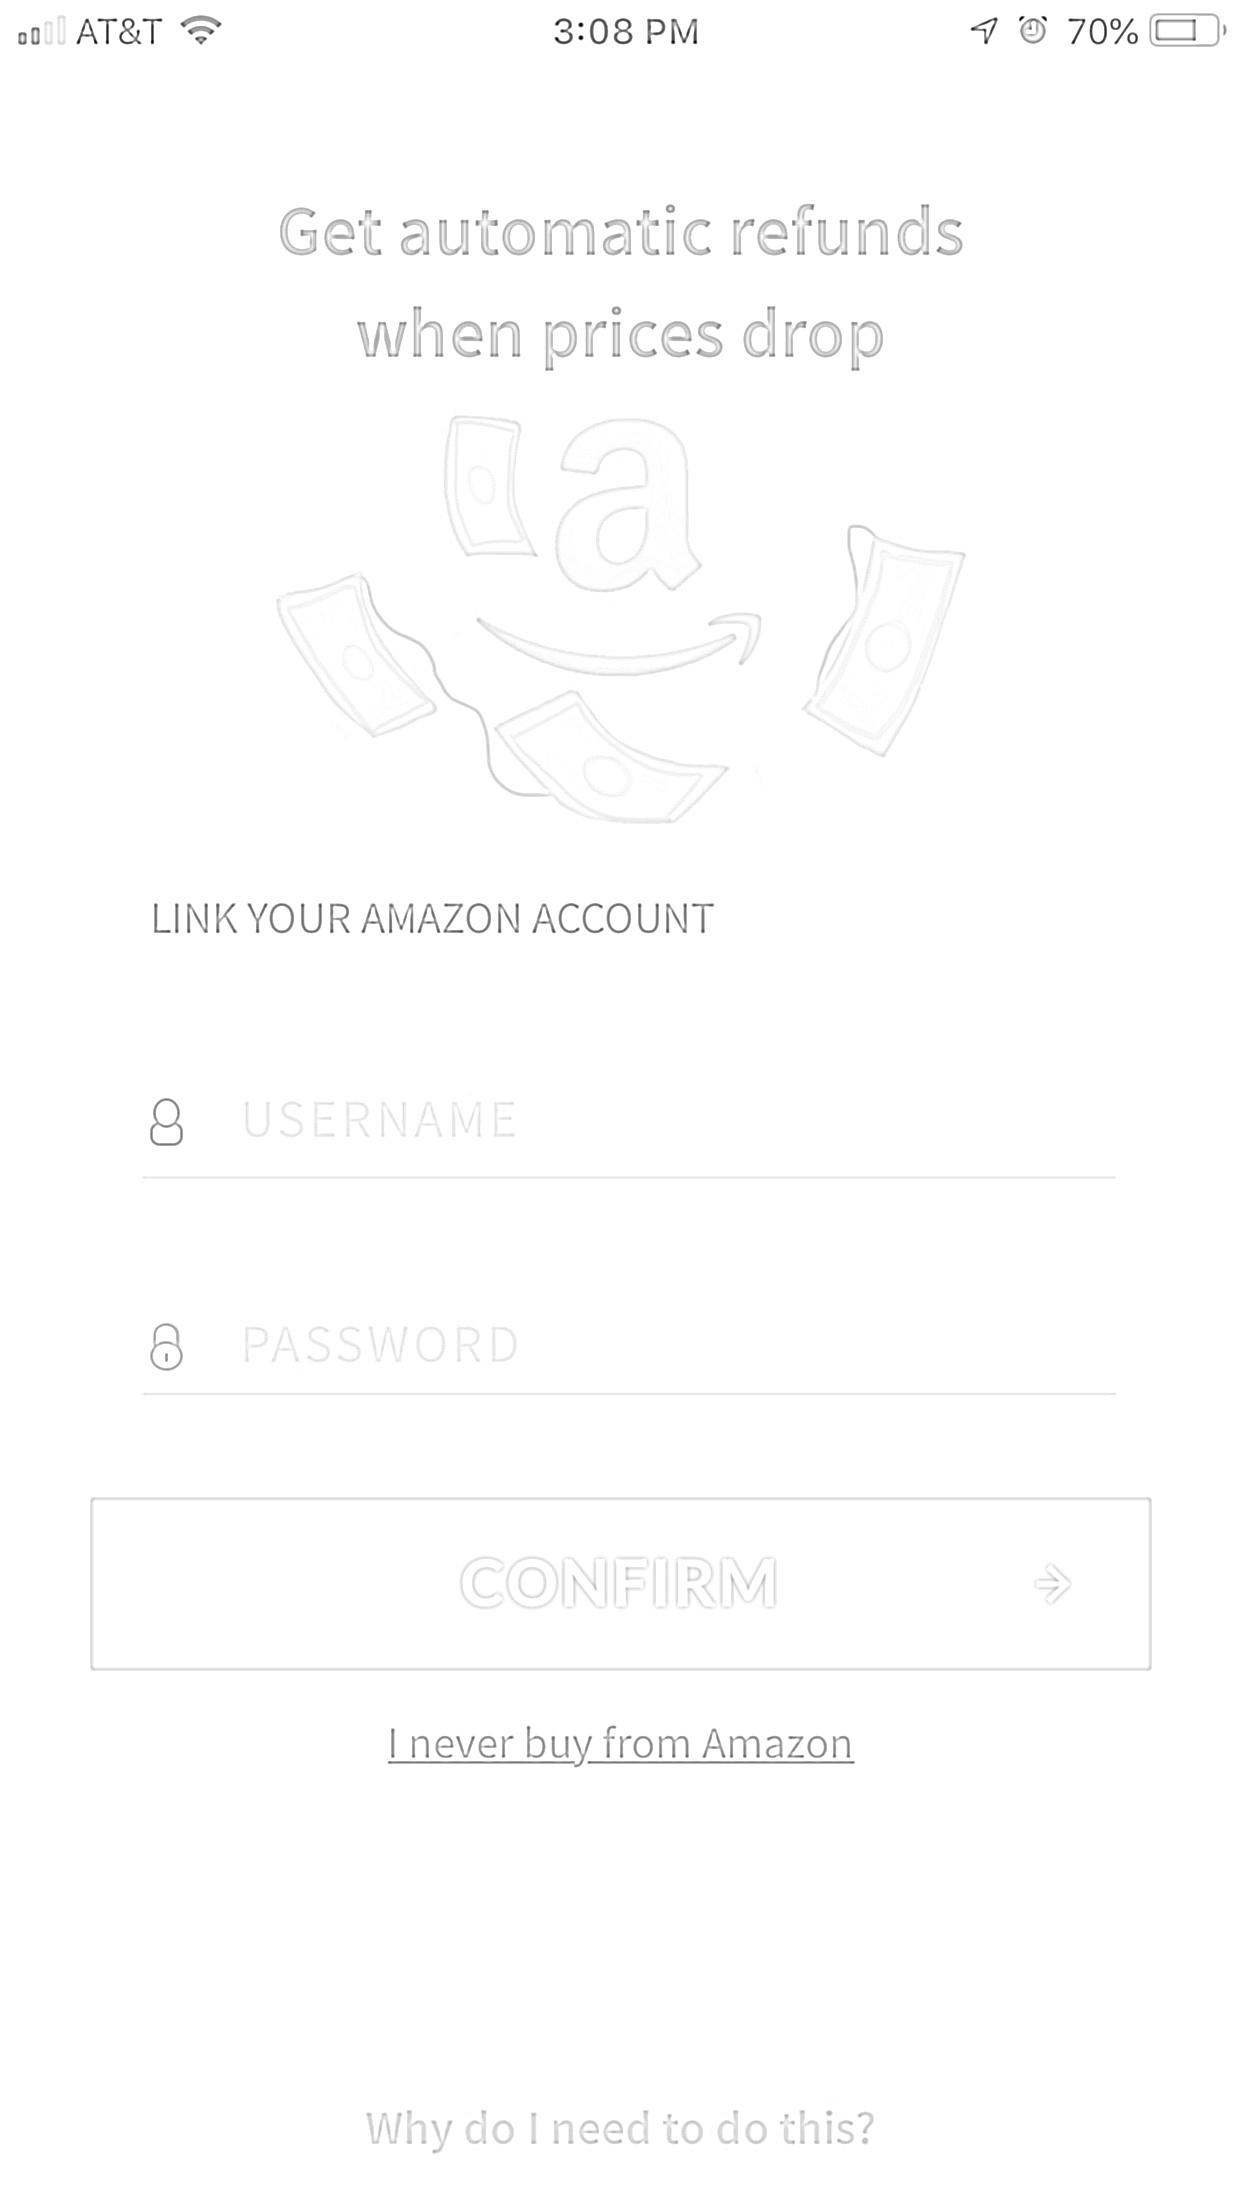 AT&T 3:08 PM 70%
Get automatic refunds
when prices drop
a
LINK YOUR AMAZON ACCOUNT
USERNAME
PASSWORD
CONFIRM
I never buy from Amazon
Why do I need to do this?